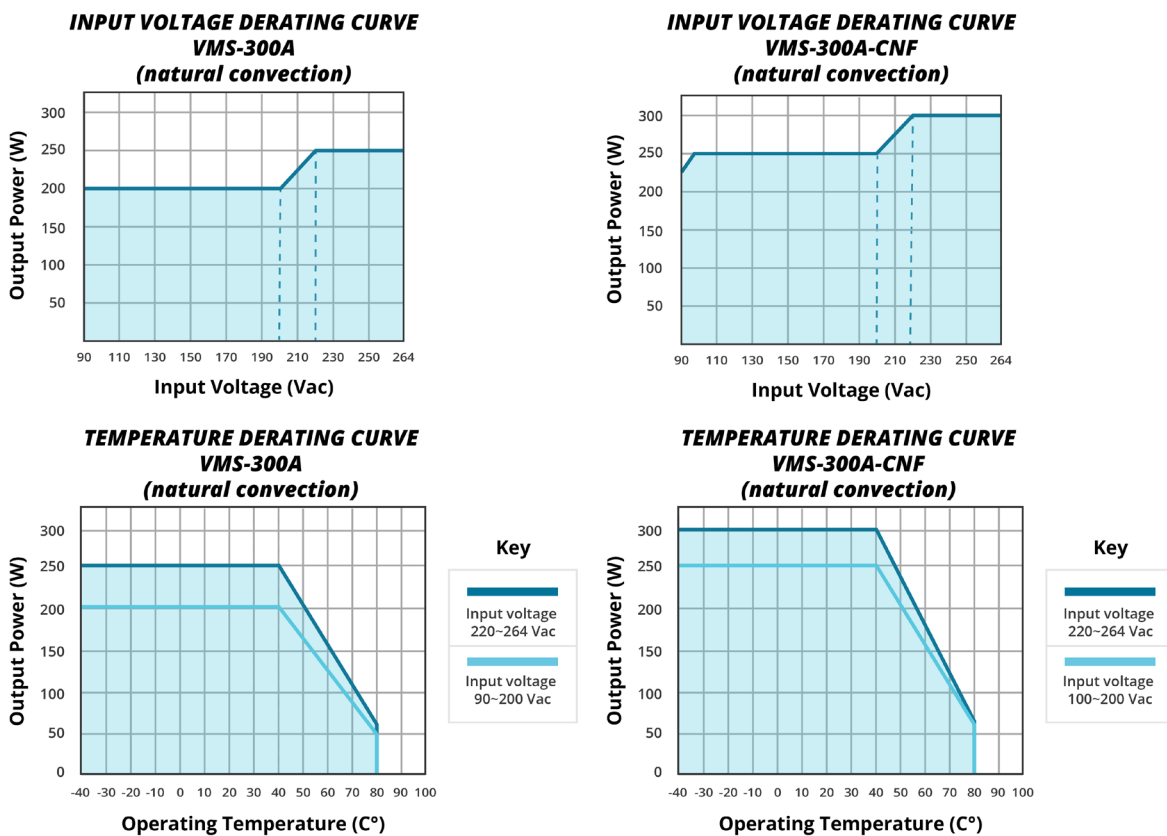 INPUT VOLTAGE DERATING CURVE
VMS-300A
(natural convection)
Output Power (W)
300
250
200
150
100
50
90 110 130 150 170 190 210 230 250 264
Input Voltage (Vac)
INPUT VOLTAGE DERATING CURVE
VMS-300A-CNF
(natural convection)
Output Power (W)
300
250
200
150
100
50
90 110 130 150 170 190 210 230 250 264
Input Voltage (Vac)
TEMPERATURE DERATING CURVE
VMS-300A
(natural convection)
Output Power (W)
300
250
200
150
100
50
0
-40 -30 -20 -10 0 10 20 30 40 50 60 70 80 90 100
Operating Temperature (C°)
Key
Input voltage
220~264 Vac
Input voltage
90~200 Vac
TEMPERATURE DERATING CURVE
VMS-300A-CNF
(natural convection)
Output Power (W)
300
250
200
150
100
50
0
-40 -30 -20 -10 0 10 20 30 40 50 60 70 80 90 100
Operating Temperature (C°)
Key
Input voltage
220~264 Vac
Input voltage
100~200 Vac